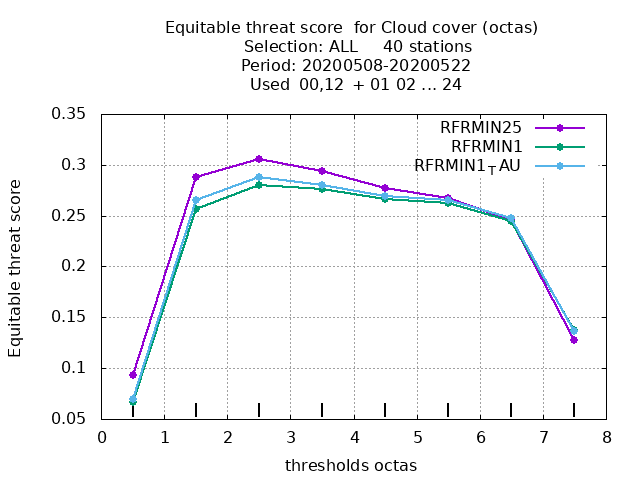 Equitable threat score  for Cloud cover (octas)
Selection: ALL     40 stations
Period: 20200508-20200522
Used  00,12  + 01 02 ... 24
RFRMIN25
RFRMIN1
RFRMIN1TAU
0.35
0.3
0.25
0.2
0.15
0.1
0.05
Equitable threat score
0 1 2 3 4 5 6 7 8
thresholds octas